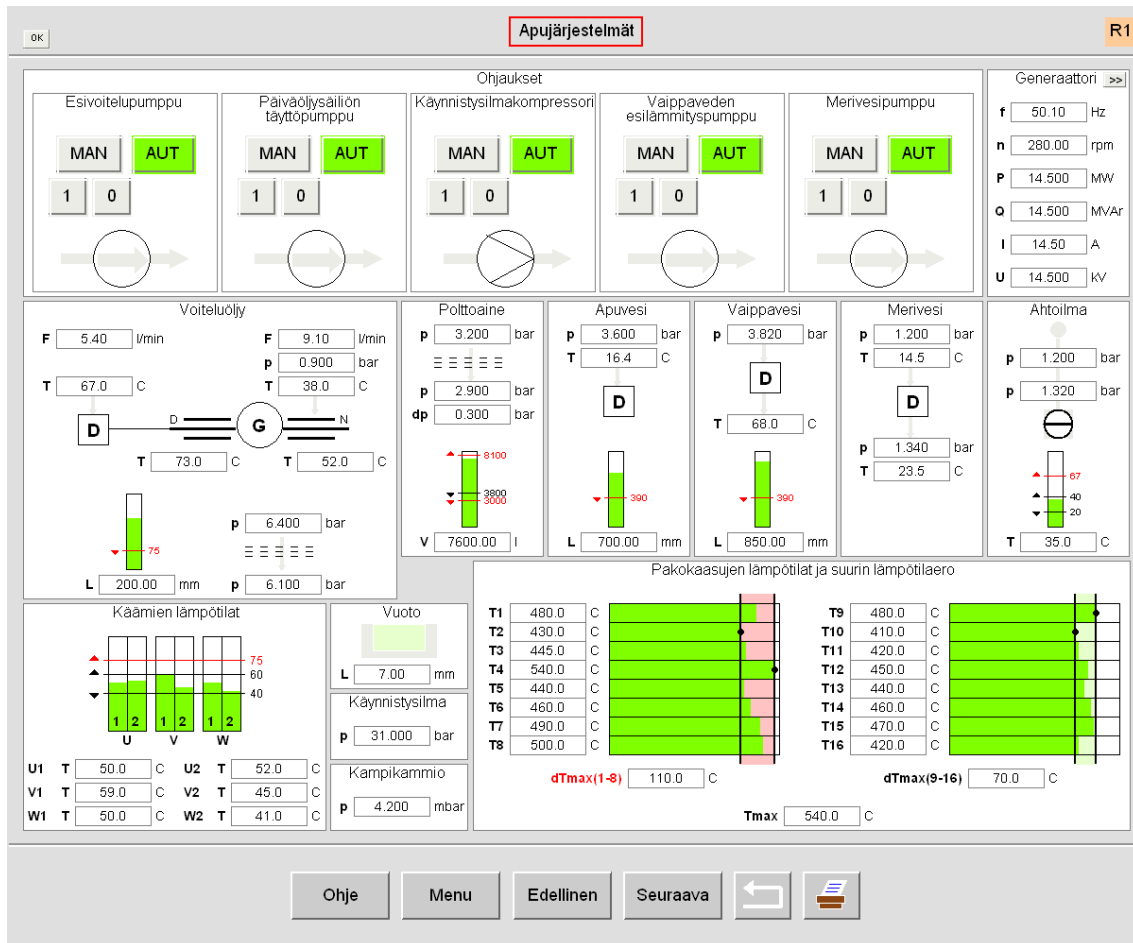 OK
Apujärjestelmät
R1
Ohjaukset
Esivoitelupumppu
MAN AUT
1 0
Päiväöljysäiliön
täyttöpumppu
MAN AUT
1 0
Käynnistysilmakompressori
MAN AUT
1 0
Vaippaveden
esilämmityspumppu
MAN AUT
1 0
Merivesipumppu
MAN AUT
1 0
Generaattori >>
f 50.10 Hz
n 280.00 rpm
P 14.500 MW
Q 14.500 MVAr
I 14.50 A
U 14.500 kV
Voiteluöljy
F 5.40 l/min
F 9.10 l/min
p 0.900 bar
T 67.0 C
T 38.0 C
D D G N
T 73.0 C
T 52.0 C
75
L 200.00 mm
p 6.400 bar
p 6.100 bar
Polttoaine
p 3.200 bar
p 2.900 bar
dp 0.300 bar
8100
3800
3000
V 7600.00 l
Apuvesi
p 3.600 bar
T 16.4 C
D
390
L 700.00 mm
Vaippavesi
p 3.820 bar
D
T 68.0 C
390
L 850.00 mm
Merivesi
p 1.200 bar
T 14.5 C
D
p 1.340 bar
T 23.5 C
Ahtoilma
p 1.200 bar
p 1.320 bar
67
40
20
T 35.0 C
Käämien lämpötilat
75
60
40
1 2 1 2 1 2
U V W
U1 T 50.0 C U2 T 52.0 C
V1 T 59.0 C V2 T 45.0 C
W1 T 50.0 C W2 T 41.0 C
Vuoto
L 7.00 mm
Käynnistysilma
p 31.000 bar
Kampikammio
p 4.200 mbar
Pakokaasujen lämpötilat ja suurin lämpötilaero
T1 480.0 C
T2 430.0 C
T3 445.0 C
T4 540.0 C
T5 440.0 C
T6 460.0 C
T7 490.0 C
T8 500.0 C
dTmax(1-8) 110.0 C
T9 480.0 C
T10 410.0 C
T11 420.0 C
T12 450.0 C
T13 440.0 C
T14 460.0 C
T15 470.0 C
T16 420.0 C
dTmax(9-16) 70.0 C
Tmax 540.0 C
Ohje Menu Edellinen Seuraava